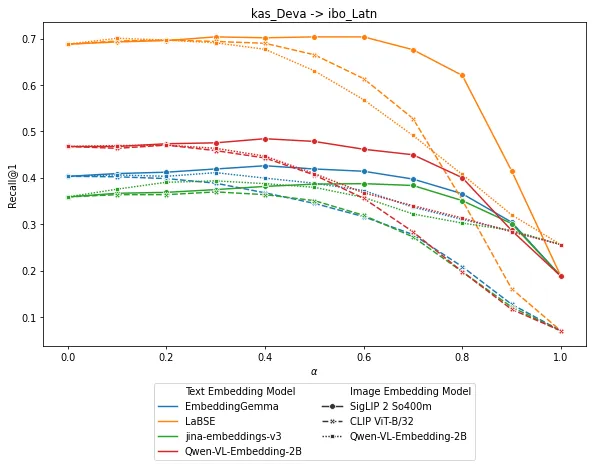 kas_Deva -> ibo_Latn
Recall@1
0.7
0.6
0.5
0.4
0.3
0.2
0.1
0.0 0.2 0.4 0.6 0.8 1.0
α
Text Embedding Model
EmbeddingGemma
LaBSE
jina-embeddings-v3
Qwen-VL-Embedding-2B
Image Embedding Model
SigLIP 2 So400m
CLIP ViT-B/32
Qwen-VL-Embedding-2B